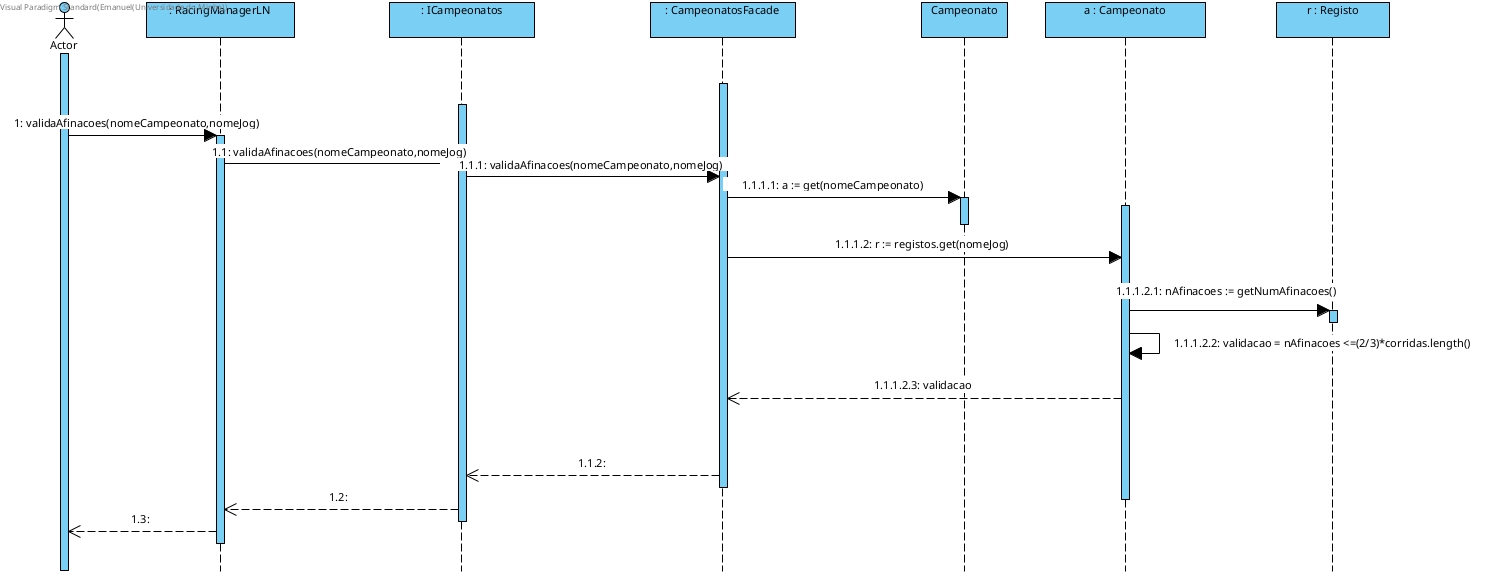 Visual Paradigm Standard(Emanuel(Universidade do Minho))
: RacingManagerLN
: ICampeonatos
: CampeonatosFacade
Campeonato
a : Campeonato
r : Registo
Actor
1: validaAfinacoes(nomeCampeonato,nomeJog)
1.1: validaAfinacoes(nomeCampeonato,nomeJog)
1.1.1: validaAfinacoes(nomeCampeonato,nomeJog)
1.1.1.1: a := get(nomeCampeonato)
1.1.1.2: r := registos.get(nomeJog)
1.1.1.2.1: nAfinacoes := getNumAfinacoes()
1.1.1.2.2: validacao = nAfinacoes <=(2/3)*corridas.length()
1.1.1.2.3: validacao
1.1.2:
1.2:
1.3: